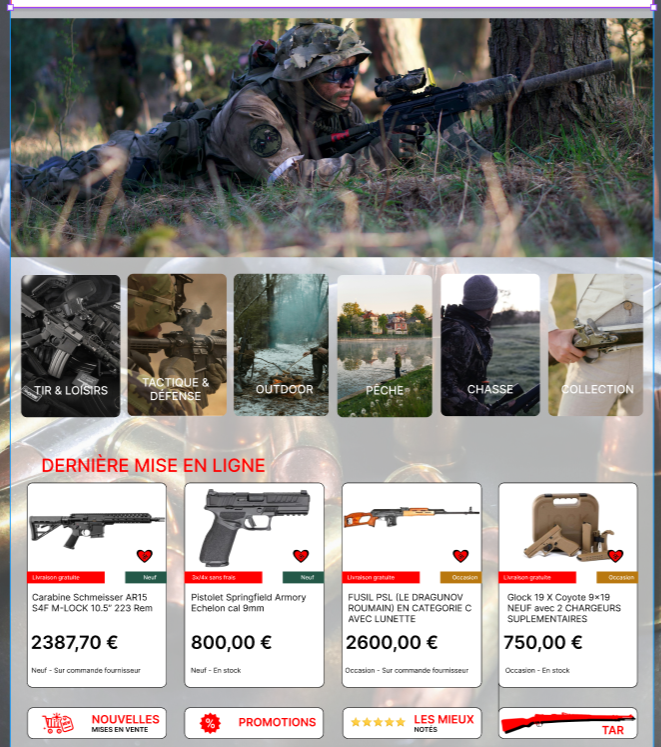 TIR & LOISIRS
TACTIQUE &
DÉFENSE
OUTDOOR
PÊCHE
CHASSE
COLLECTION
DERNIÈRE MISE EN LIGNE
Livraison gratuite
Neuf
Carabine Schmeisser AR15
S4F M-LOCK 10.5" 223 Rem
2387,70 €
Neuf - Sur commande fournisseur
3x/4x sans frais
Neuf
Pistolet Springfield Armory
Echelon cal 9mm
800,00 €
Neuf - En stock
Livraison gratuite
Occasion
FUSIL PSL (LE DRAGUNOV
ROUMAIN) EN CATEGORIE C
AVEC LUNETTE
2600,00 €
Occasion - Sur commande fournisseur
Livraison gratuite
Occasion
Glock 19 X Coyote 9x19
NEUF avec 2 CHARGEURS
SUPLEMENTAIRES
750,00 €
Occasion - En stock
NOUVELLES
MISES EN VENTE
%
PROMOTIONS
LES MIEUX
NOTÉS
TAR